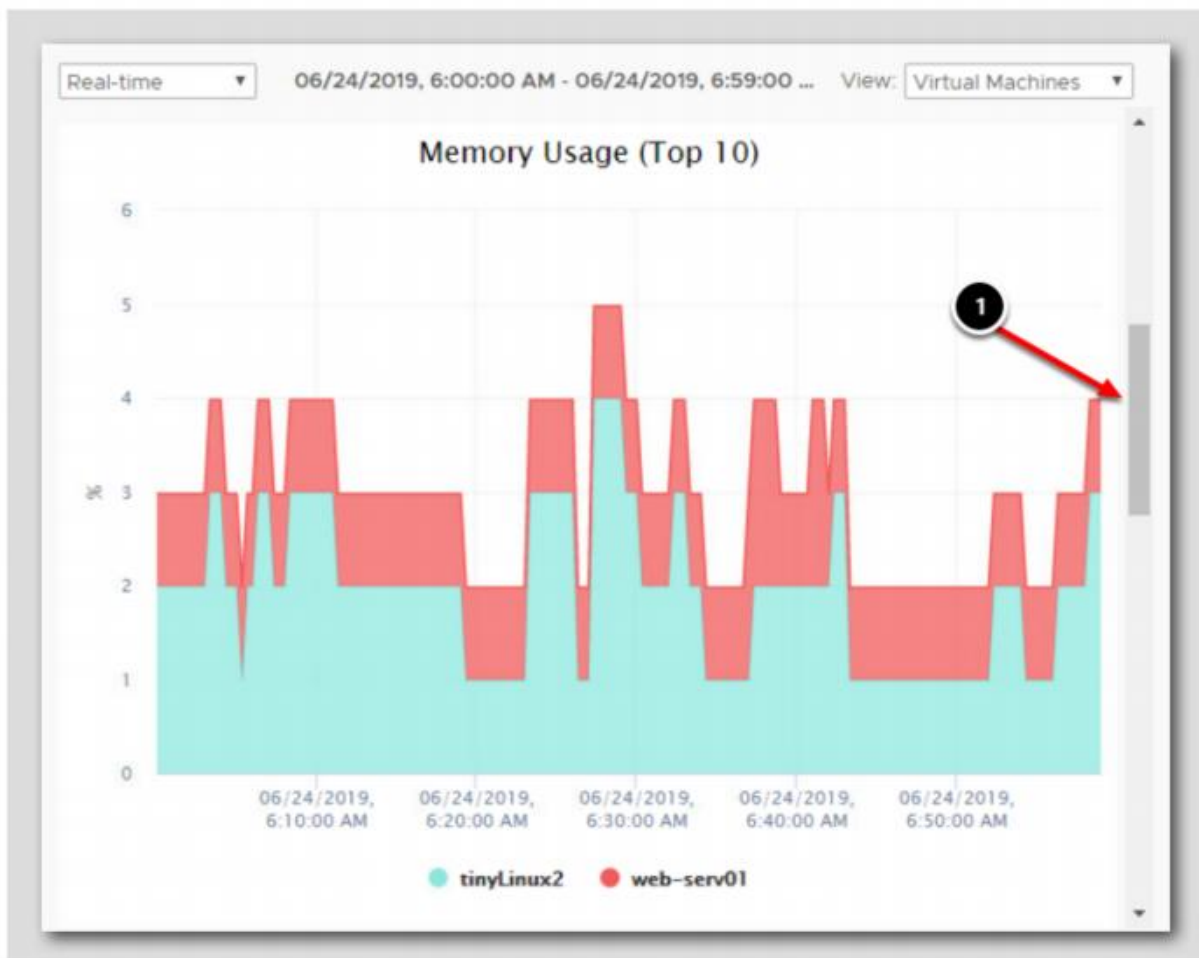 Real-time 06/24/2019, 6:00:00 AM - 06/24/2019, 6:59:00 ... View: Virtual Machines
Memory Usage (Top 10)
6
5
1
4
% 3
2
1
0
06/24/2019, 06/24/2019, 06/24/2019, 06/24/2019, 06/24/2019,
6:10:00 AM 6:20:00 AM 6:30:00 AM 6:40:00 AM 6:50:00 AM
tinyLinux2 web-serv01